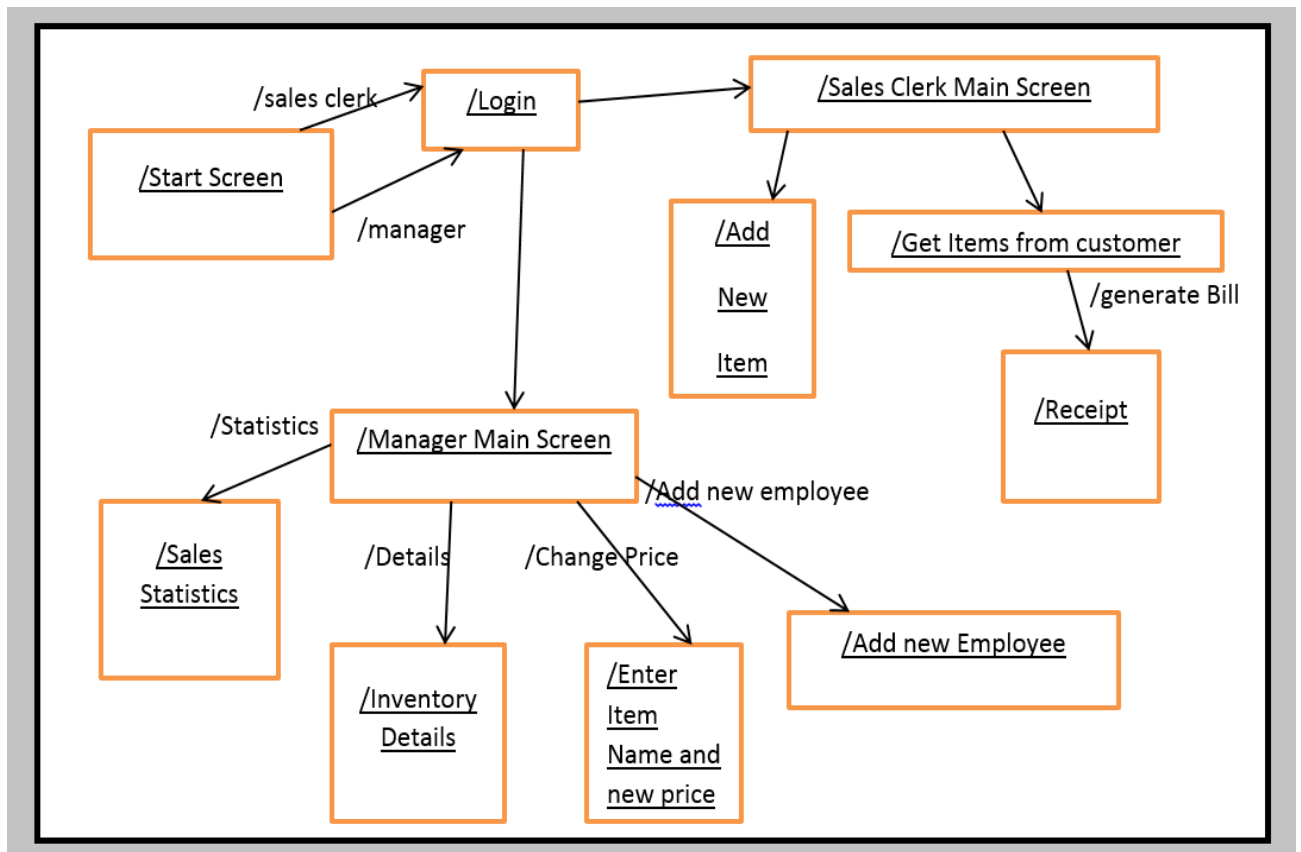 /sales clerk
/Login
/Sales Clerk Main Screen
/Start Screen
/manager
/Add
New
Item
/Get Items from customer
/generate Bill
/Receipt
/Statistics
/Manager Main Screen
/Add new employee
/Sales
Statistics
/Details
/Change Price
/Add new Employee
/Inventory
Details
/Enter
Item
Name and
new price